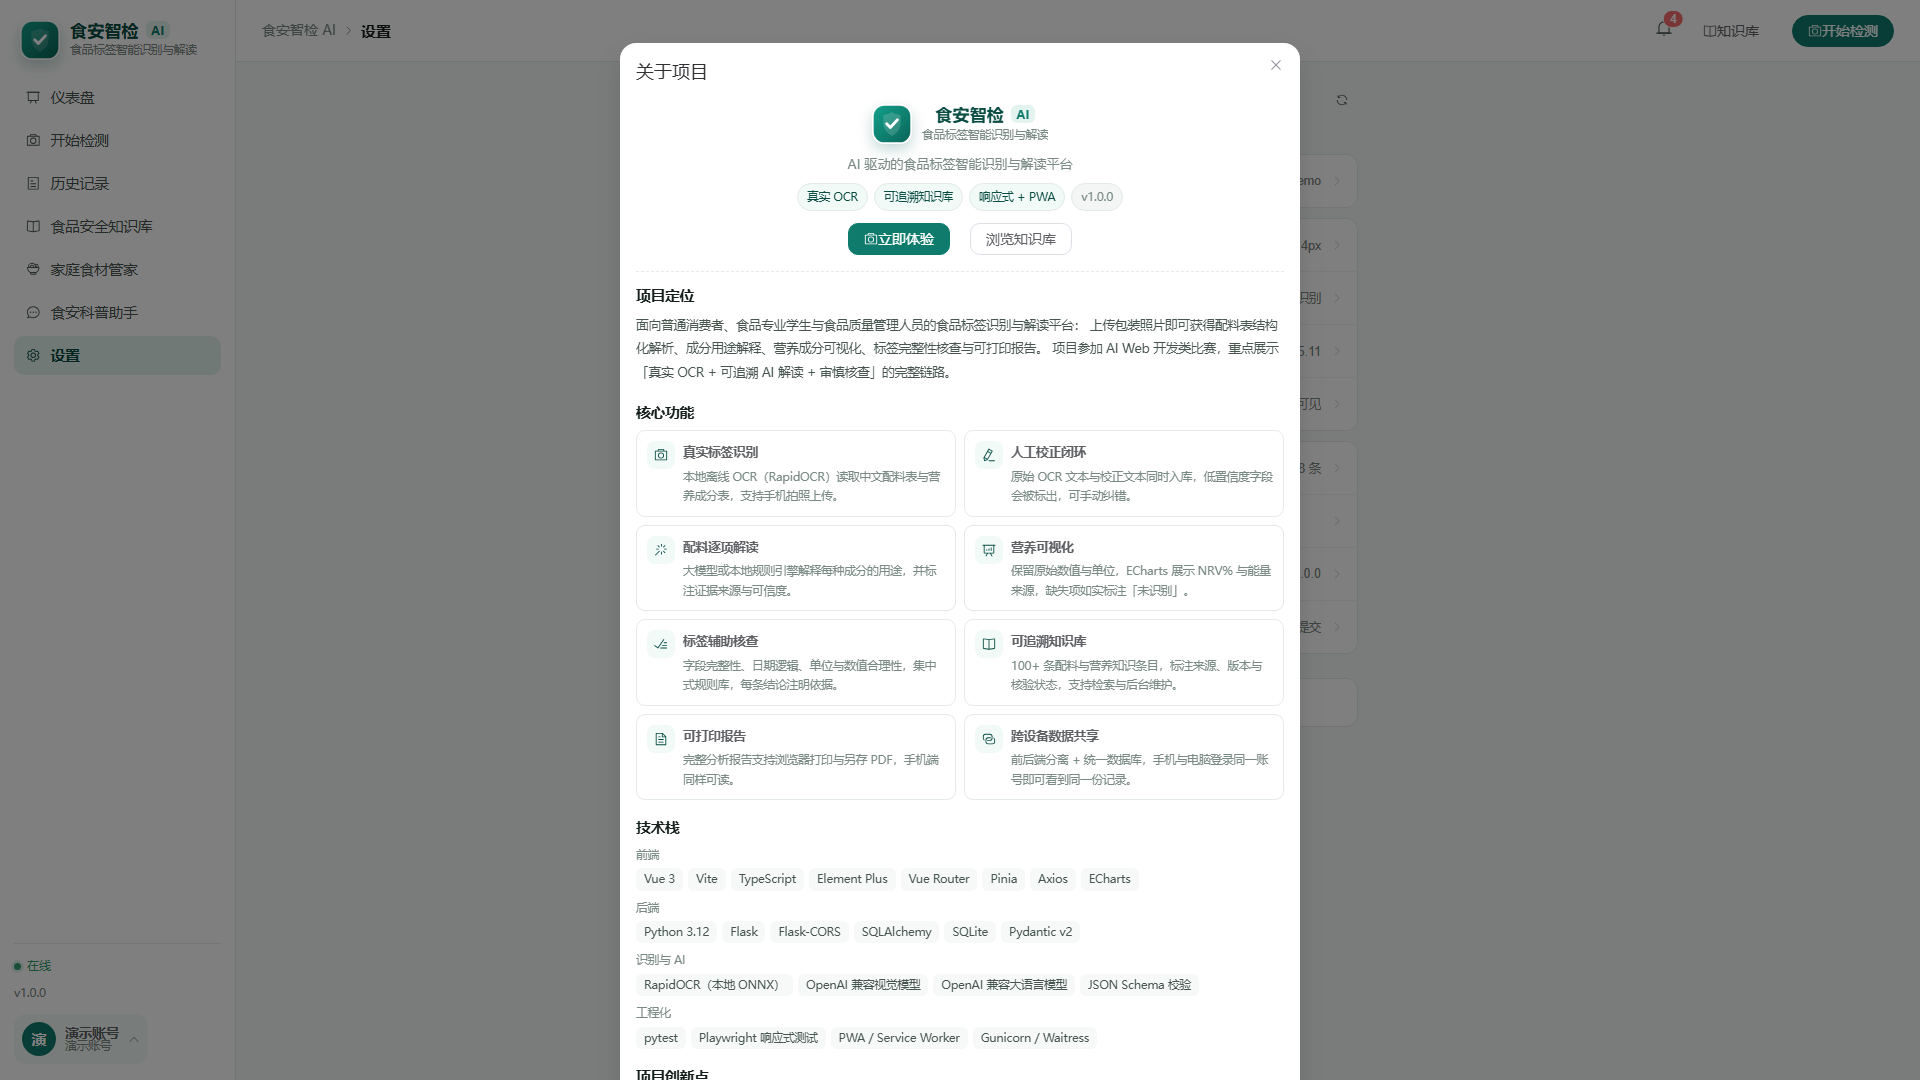 食安智检 AI
食品标签智能识别与解读
仪表盘
开始检测
历史记录
食品安全知识库
家庭食材管家
食安科普助手
设置
在线
v1.0.0
演
演示账号
演示账号
食安智检 AI > 设置
4
知识库
开始检测
关于项目
食安智检 AI
食品标签智能识别与解读
AI 驱动的食品标签智能识别与解读平台
真实 OCR
可追溯知识库
响应式 + PWA
v1.0.0
立即体验
浏览知识库
项目定位
面向普通消费者、食品专业学生与食品质量管理人员的食品标签识别与解读平台： 上传包装照片即可获得配料表结构
化解析、成分用途解释、营养成分可视化、标签完整性核查与可打印报告。 项目参加 AI Web 开发类比赛，重点展示
「真实 OCR + 可追溯 AI 解读 + 审慎核查」的完整链路。
核心功能
真实标签识别
本地离线 OCR（RapidOCR）读取中文配料表与营
养成分表，支持手机拍照上传。
人工校正闭环
原始 OCR 文本与校正文本同时入库，低置信度字段
会被标出，可手动纠错。
配料逐项解读
大模型或本地规则引擎解释每种成分的用途，并标
注证据来源与可信度。
营养可视化
保留原始数值与单位，ECharts 展示 NRV% 与能量
来源，缺失项如实标注「未识别」。
标签辅助核查
字段完整性、日期逻辑、单位与数值合理性，集中
式规则库，每条结论注明依据。
可追溯知识库
100+ 条配料与营养知识条目，标注来源、版本与
核验状态，支持检索与后台维护。
可打印报告
完整分析报告支持浏览器打印与另存 PDF，手机端
同样可读。
跨设备数据共享
前后端分离 + 统一数据库，手机与电脑登录同一账
号即可看到同一份记录。
技术栈
前端
Vue 3
Vite
TypeScript
Element Plus
Vue Router
Pinia
Axios
ECharts
后端
Python 3.12
Flask
Flask-CORS
SQLAlchemy
SQLite
Pydantic v2
识别与 AI
RapidOCR（本地 ONNX）
OpenAI 兼容视觉模型
OpenAI 兼容大语言模型
JSON Schema 校验
工程化
pytest
Playwright 响应式测试
PWA / Service Worker
Gunicorn / Waitress
项目创新点
emo
4px
识别
5.11
可见
条
.0.0
提交